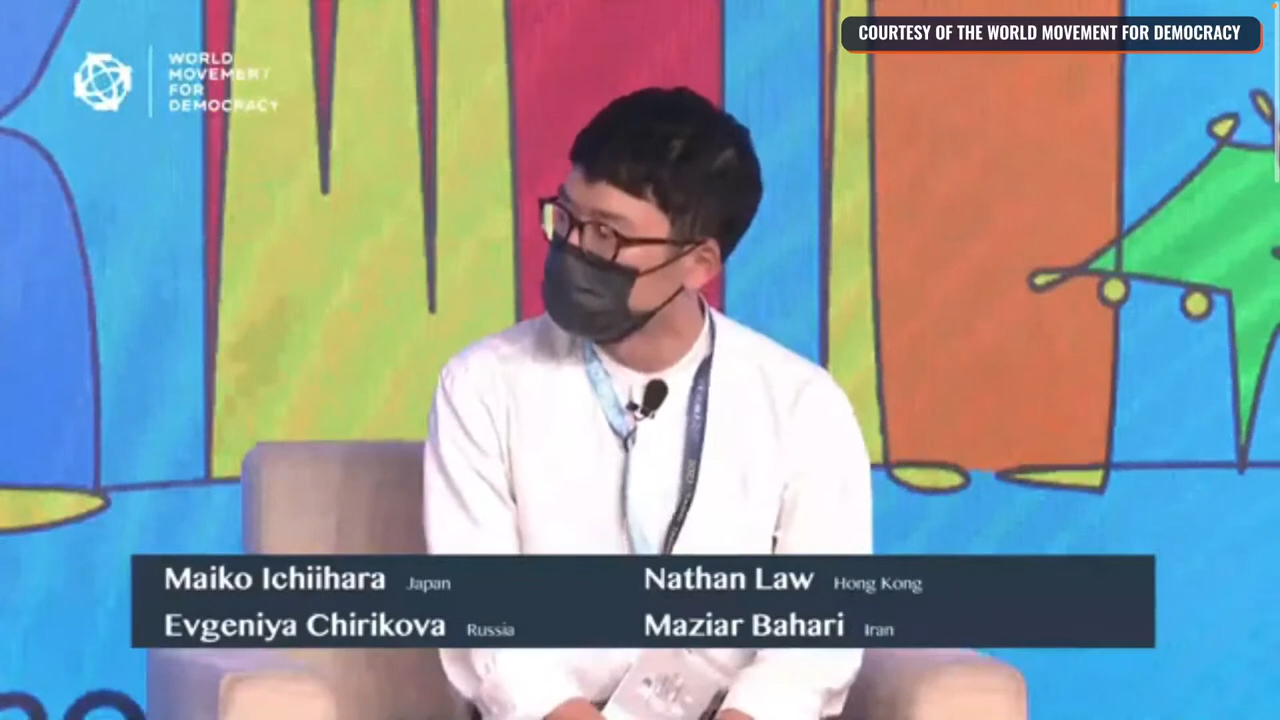 COURTESY OF THE WORLD MOVEMENT FOR DEMOCRACY
WORLD
MOVEMENT
FOR
DEMOCRACY
Maiko Ichiihara Japan
Nathan Law Hong Kong
Evgeniya Chirikova Russia
Maziar Bahari Iran